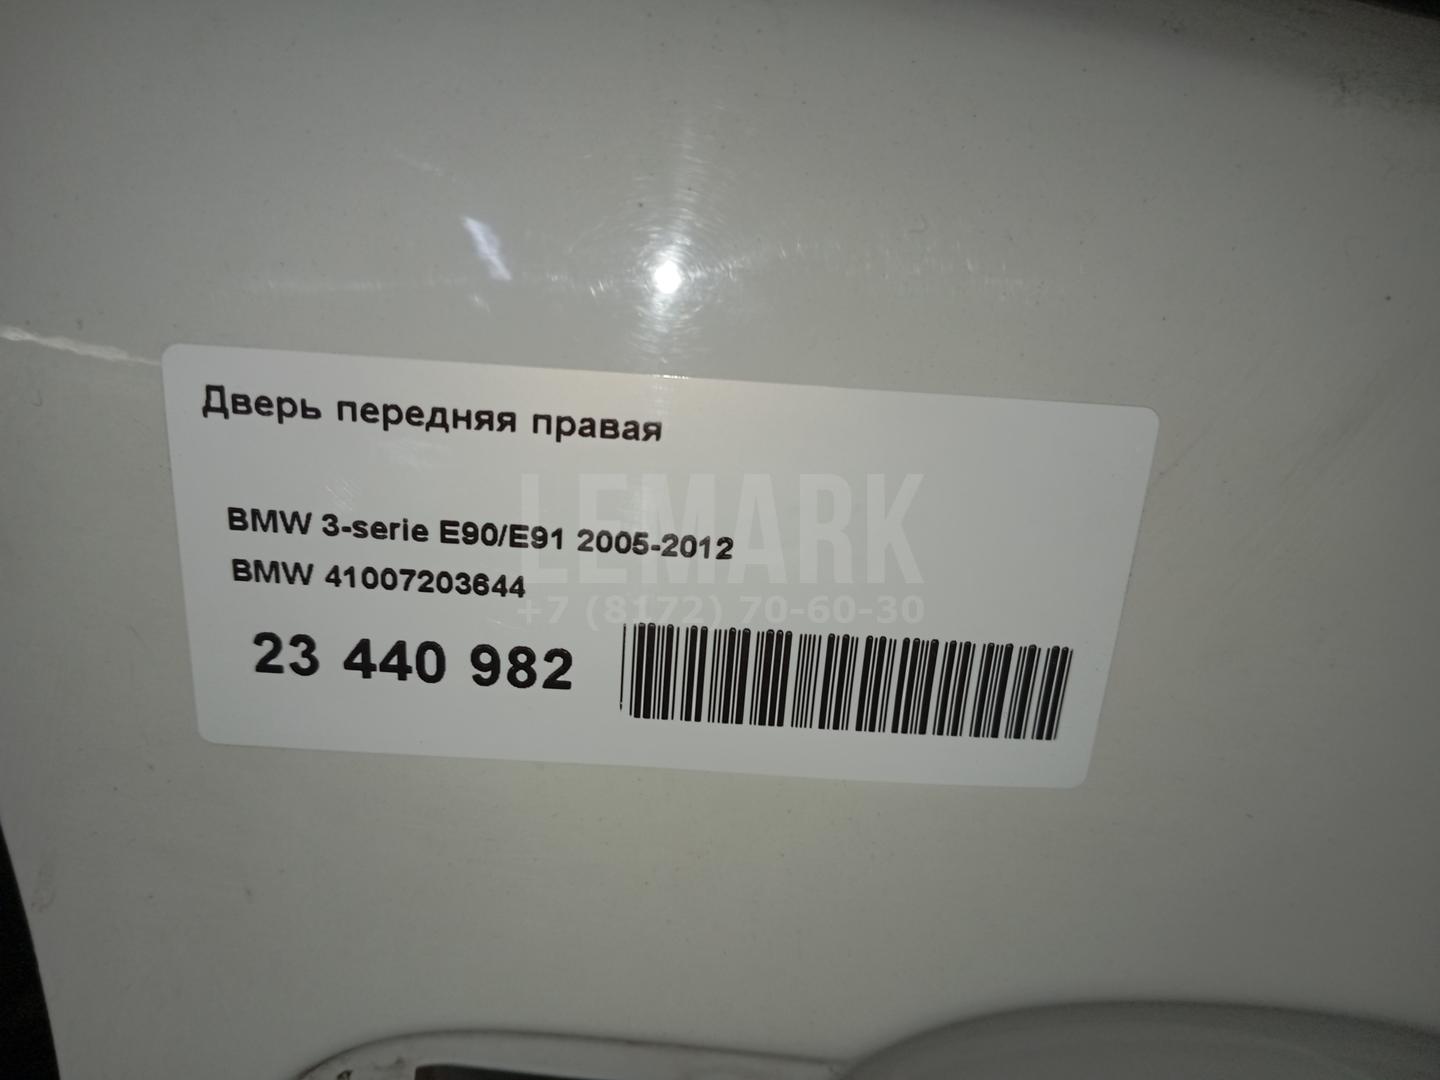 Дверь передняя правая
BMW 3-serie E90/E91 2005-2012
BMW 41007203644
23 440 982
LEMARK
+7 (8172) 70-60-30